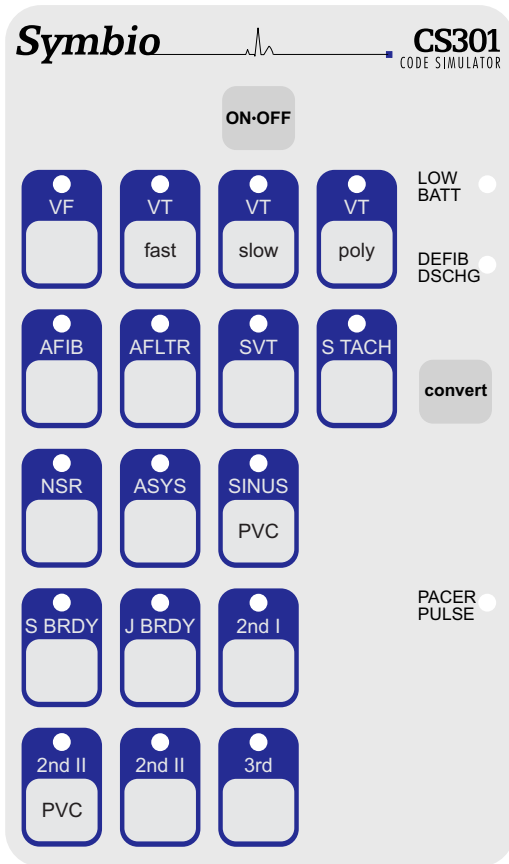 Symbio
CS301
CODE SIMULATOR
ON·OFF
VF
VT
fast
VT
slow
VT
poly
LOW
BATT
DEFIB
DSCHG
AFIB
AFLTR
SVT
S TACH
convert
NSR
ASYS
SINUS
PVC
S BRDY
J BRDY
2nd I
PACER
PULSE
2nd II
PVC
2nd II
3rd